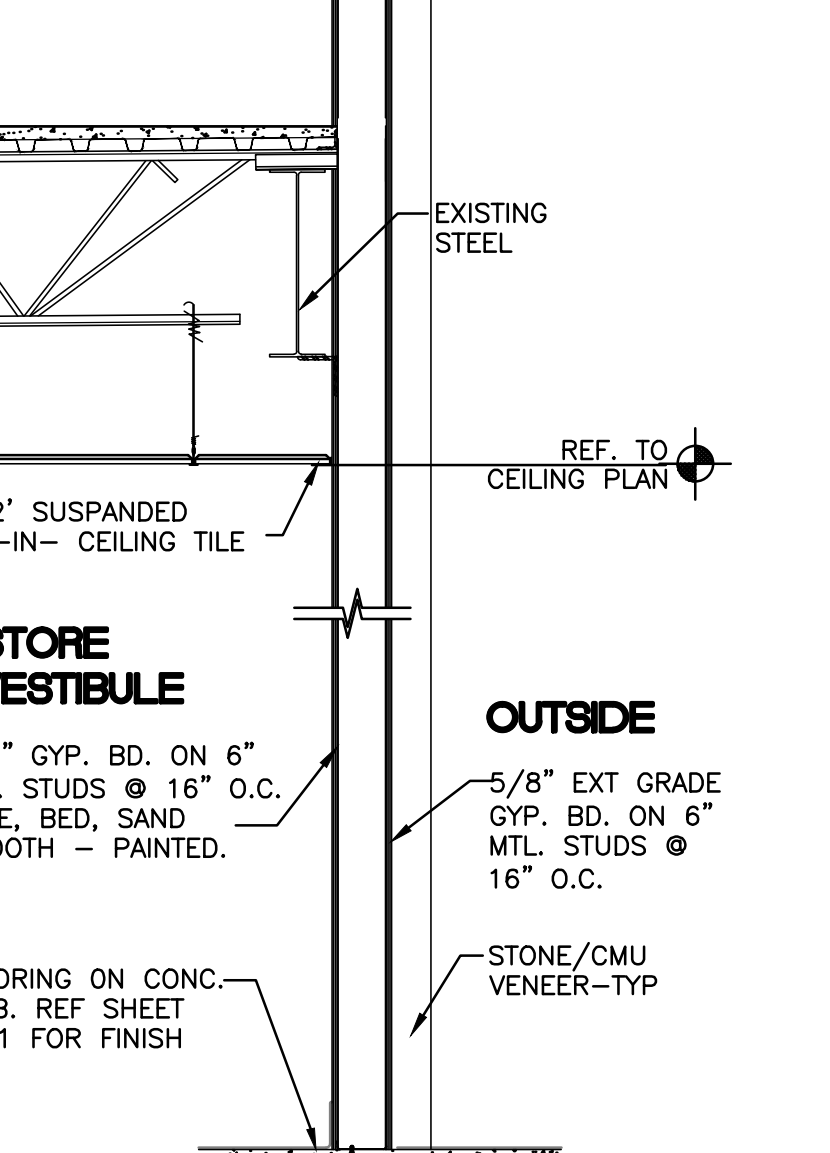 EXISTING
STEEL
REF. TO
CEILING PLAN
2' SUSPANDED
-IN- CEILING TILE
STORE
VESTIBULE
OUTSIDE
" GYP. BD. ON 6"
. STUDS @ 16" O.C.
E, BED, SAND
OOTH - PAINTED.
5/8" EXT GRADE
GYP. BD. ON 6"
MTL. STUDS @
16" O.C.
STONE/CMU
VENEER-TYP
ORING ON CONC.
B. REF SHEET
1 FOR FINISH